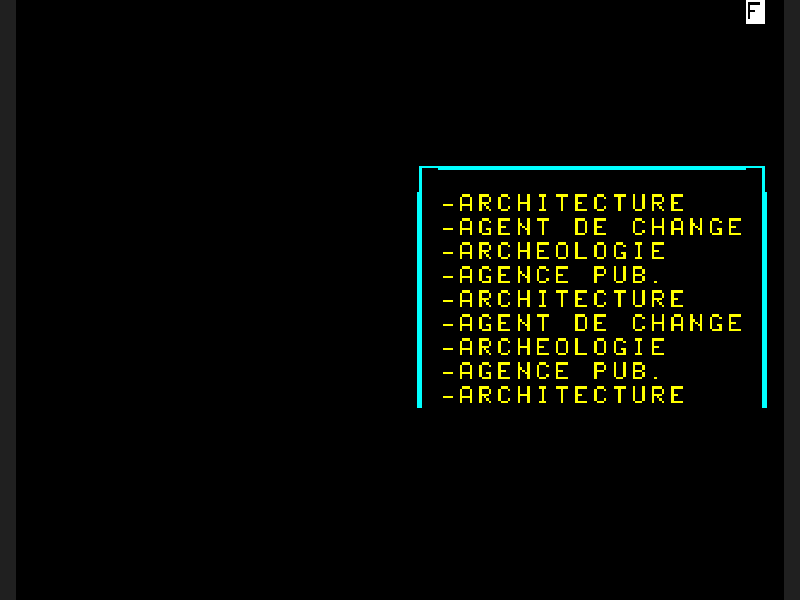 F
-ARCHITECTURE
-AGENT DE CHANGE
-ARCHEOLOGIE
-AGENCE PUB.
-ARCHITECTURE
-AGENT DE CHANGE
-ARCHEOLOGIE
-AGENCE PUB.
-ARCHITECTURE